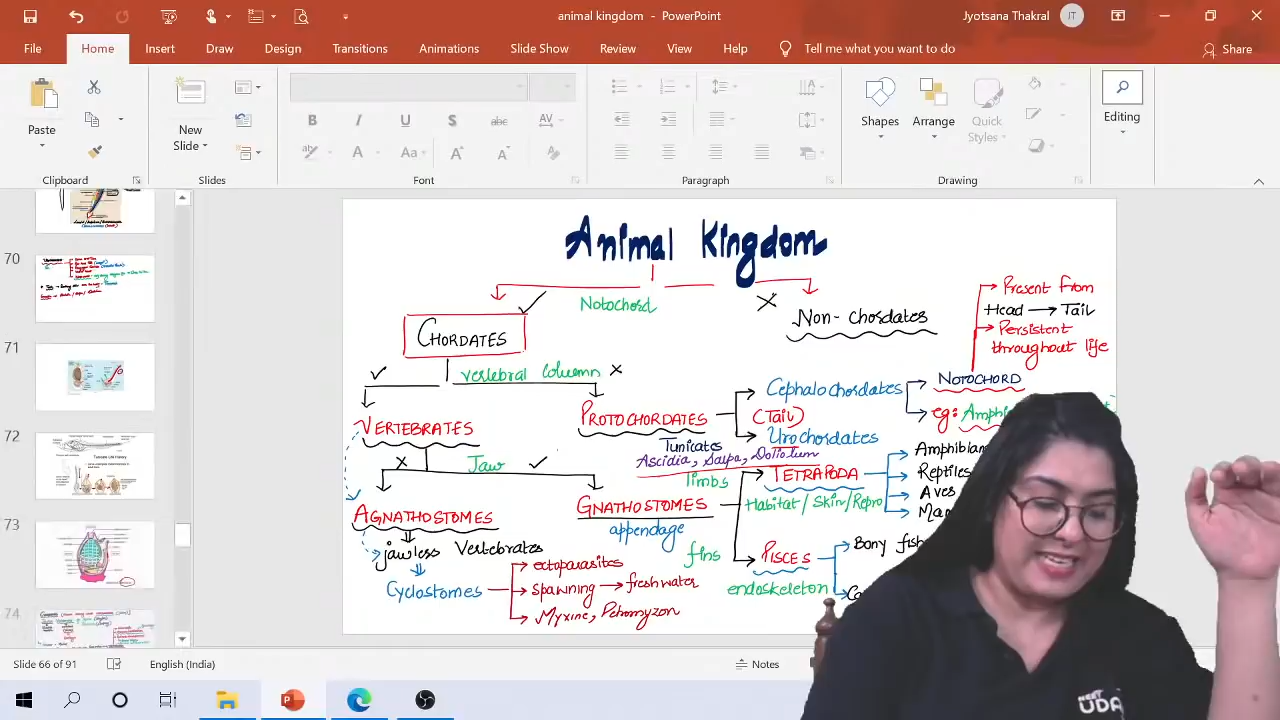 animal kingdom - PowerPoint
Jyotsana Thakral JT
File Home Insert Draw Design Transitions Animations Slide Show Review View Help Tell me what you want to do Share
Paste
New Slide
B I U S abc AV
Aa A A
Shapes Arrange Quick Styles
Editing
Clipboard Slides Font Paragraph Drawing
70
71
72
73
74
Animal Kingdom
Notochord
CHORDATES
Non-Chordates
Present from
Head → Tail
Persistent
throughout life
vertebral column
VERTEBRATES
PROTOCHORDATES
Cephalochordates
(Tail)
Urochordates
NOTOCHORD
eg:
Tunicates
Ascidia, Salpa, Doliolum
Jaw
AGNATHOSTOMES
GNATHOSTOMES
appendage
limbs
TETRAPODA
Habitat/Skin/Repro
Reptiles
Aves
fins
PISCES
endoskeleton
Bony
jawless Vertebrates
Cyclostomes
ectoparasites
Spawning → freshwater
Myxine, Petromyzon
Slide 66 of 91 English (India) Notes